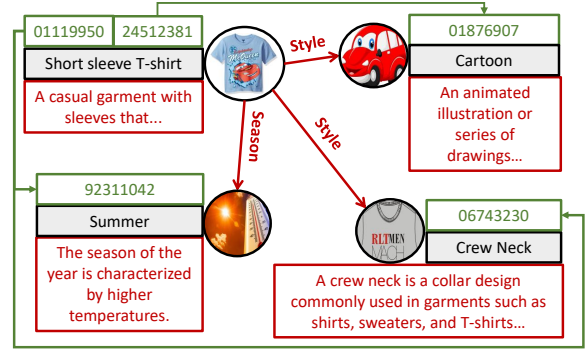 01119950 24512381
Short sleeve T-shirt
A casual garment with
sleeves that...
Style
01876907
Cartoon
An animated
illustration or
series of
drawings...
Season
Style
92311042
Summer
The season of the
year is characterized
by higher
temperatures.
RLTMEN
MACH
06743230
Crew Neck
A crew neck is a collar design
commonly used in garments such as
shirts, sweaters, and T-shirts...